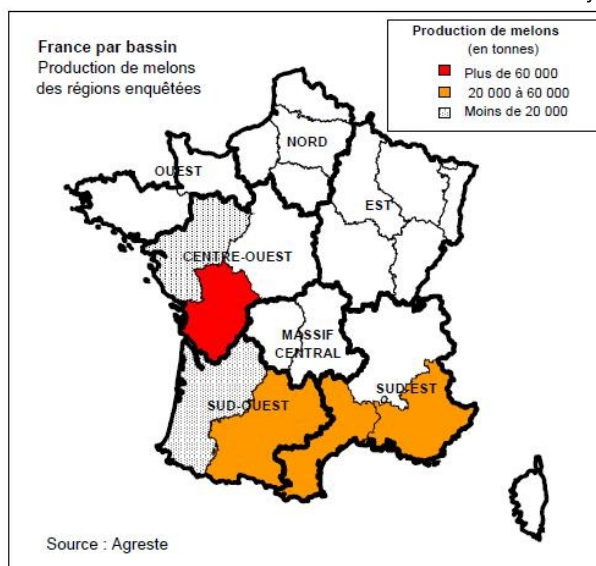 France par bassin
Production de melons
des régions enquêtées
Production de melons
(en tonnes)
Plus de 60 000
20 000 à 60 000
Moins de 20 000
NORD
OUEST
EST
CENTRE-OUEST
MASSIF
CENTRAL
SUD-EST
SUD-OUEST
Source : Agreste